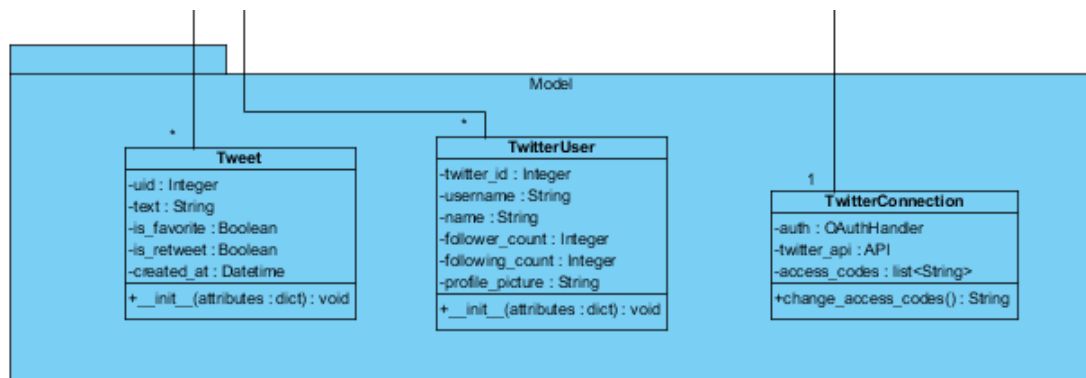 Model
*
Tweet
-uid : Integer
-text : String
-is_favorite : Boolean
-is_retweet : Boolean
-created_at : Datetime
+__init__(attributes : dict) : void
*
TwitterUser
-twitter_id : Integer
-username : String
-name : String
-follower_count : Integer
-following_count : Integer
-profile_picture : String
+__init__(attributes : dict) : void
1
TwitterConnection
-auth : OAuthHandler
-twitter_api : API
-access_codes : list<String>
+change_access_codes() : String